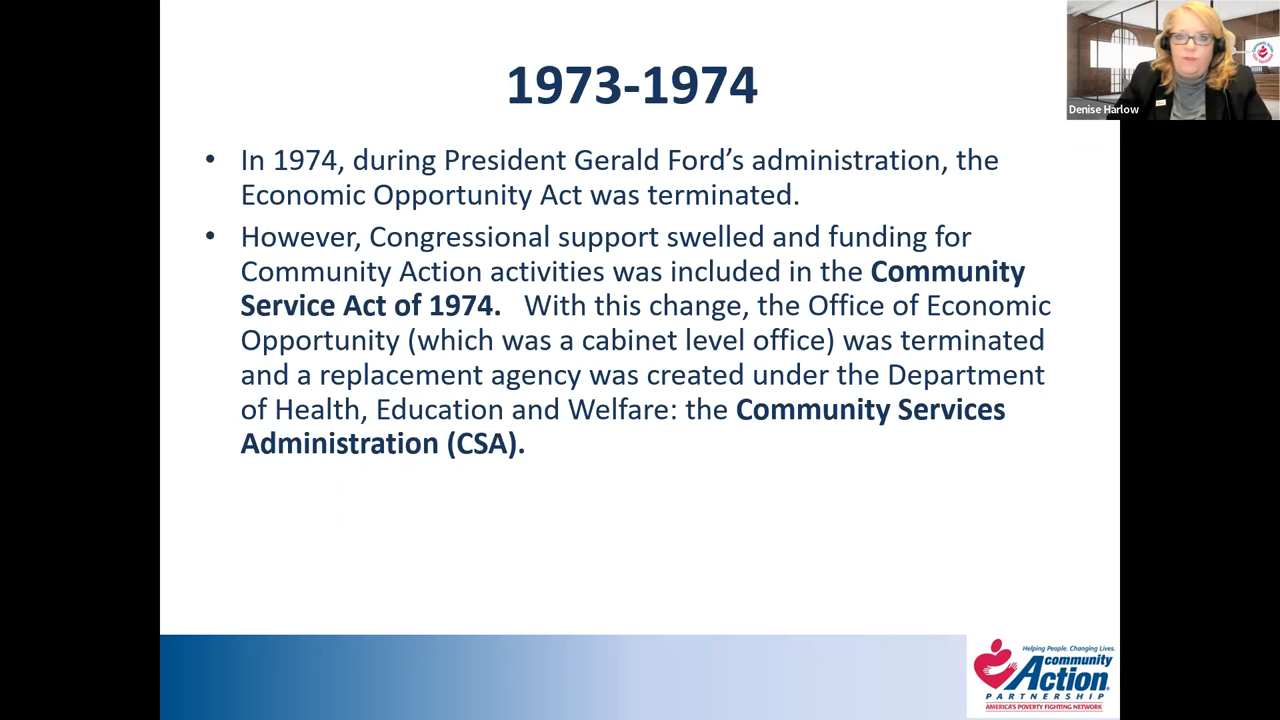 1973-1974
• In 1974, during President Gerald Ford’s administration, the
Economic Opportunity Act was terminated.
• However, Congressional support swelled and funding for
Community Action activities was included in the Community
Service Act of 1974.   With this change, the Office of Economic
Opportunity (which was a cabinet level office) was terminated
and a replacement agency was created under the Department
of Health, Education and Welfare: the Community Services
Administration (CSA).
Denise Harlow
Helping People. Changing Lives.
community
Action
PARTNERSHIP
AMERICA'S POVERTY FIGHTING NETWORK